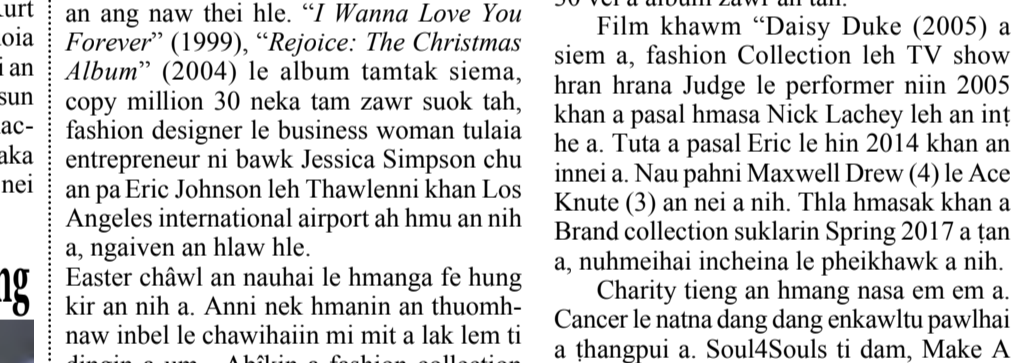 urt
oia
i an
sun
ac-
aka
nei
ng
an ang naw thei hle. “I Wanna Love You
Forever” (1999), “Rejoice: The Christmas
Album” (2004) le album tamtak siema,
copy million 30 neka tam zawr suok tah,
fashion designer le business woman tulaia
entrepreneur ni bawk Jessica Simpson chu
an pa Eric Johnson leh Thawlenni khan Los
Angeles international airport ah hmu an nih
a, ngaiven an hlaw hle.
Easter châwl an nauhai le hmanga fe hung
kir an nih a. Anni nek hmanin an thuomh-
naw inbel le chawihaiin mi mit a lak lem ti
Film khawm “Daisy Duke (2005) a
siem a, fashion Collection leh TV show
hran hrana Judge le performer niin 2005
khan a pasal hmasa Nick Lachey leh an inṭ
he a. Tuta a pasal Eric le hin 2014 khan an
innei a. Nau pahni Maxwell Drew (4) le Ace
Knute (3) an nei a nih. Thla hmasak khan a
Brand collection suklarin Spring 2017 a ṭan
a, nuhmeihai incheina le pheikhawk a nih.
Charity tieng an hmang nasa em em a.
Cancer le natna dang dang enkawltu pawlhai
a ṭhangpui a. Soul4Souls ti dam, Make A